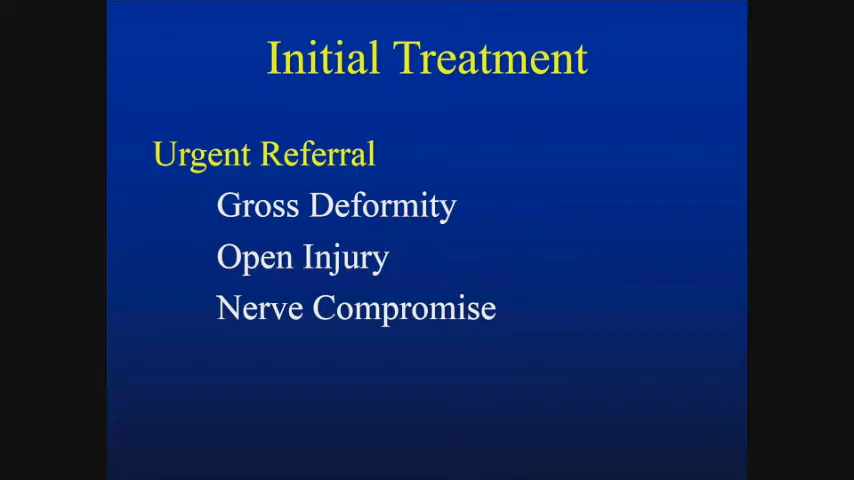 Initial Treatment
Urgent Referral
Gross Deformity
Open Injury
Nerve Compromise